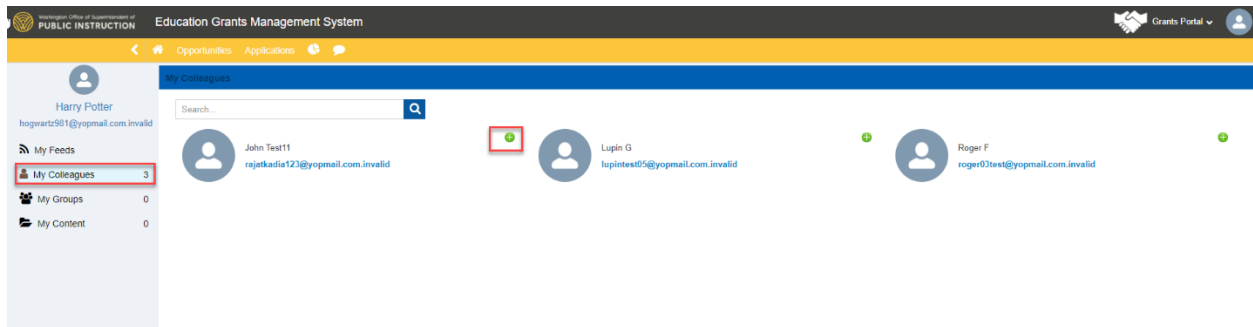 Washington Office of Superintendent of
PUBLIC INSTRUCTION
Education Grants Management System
Grants Portal
Opportunities Applications
Harry Potter
hogwartz981@yopmail.com.invalid
My Feeds
My Colleagues 3
My Groups 0
My Content 0
My Colleagues
Search...
John Test11
rajatkadia123@yopmail.com.invalid
Lupin G
lupintest05@yopmail.com.invalid
Roger F
roger03test@yopmail.com.invalid